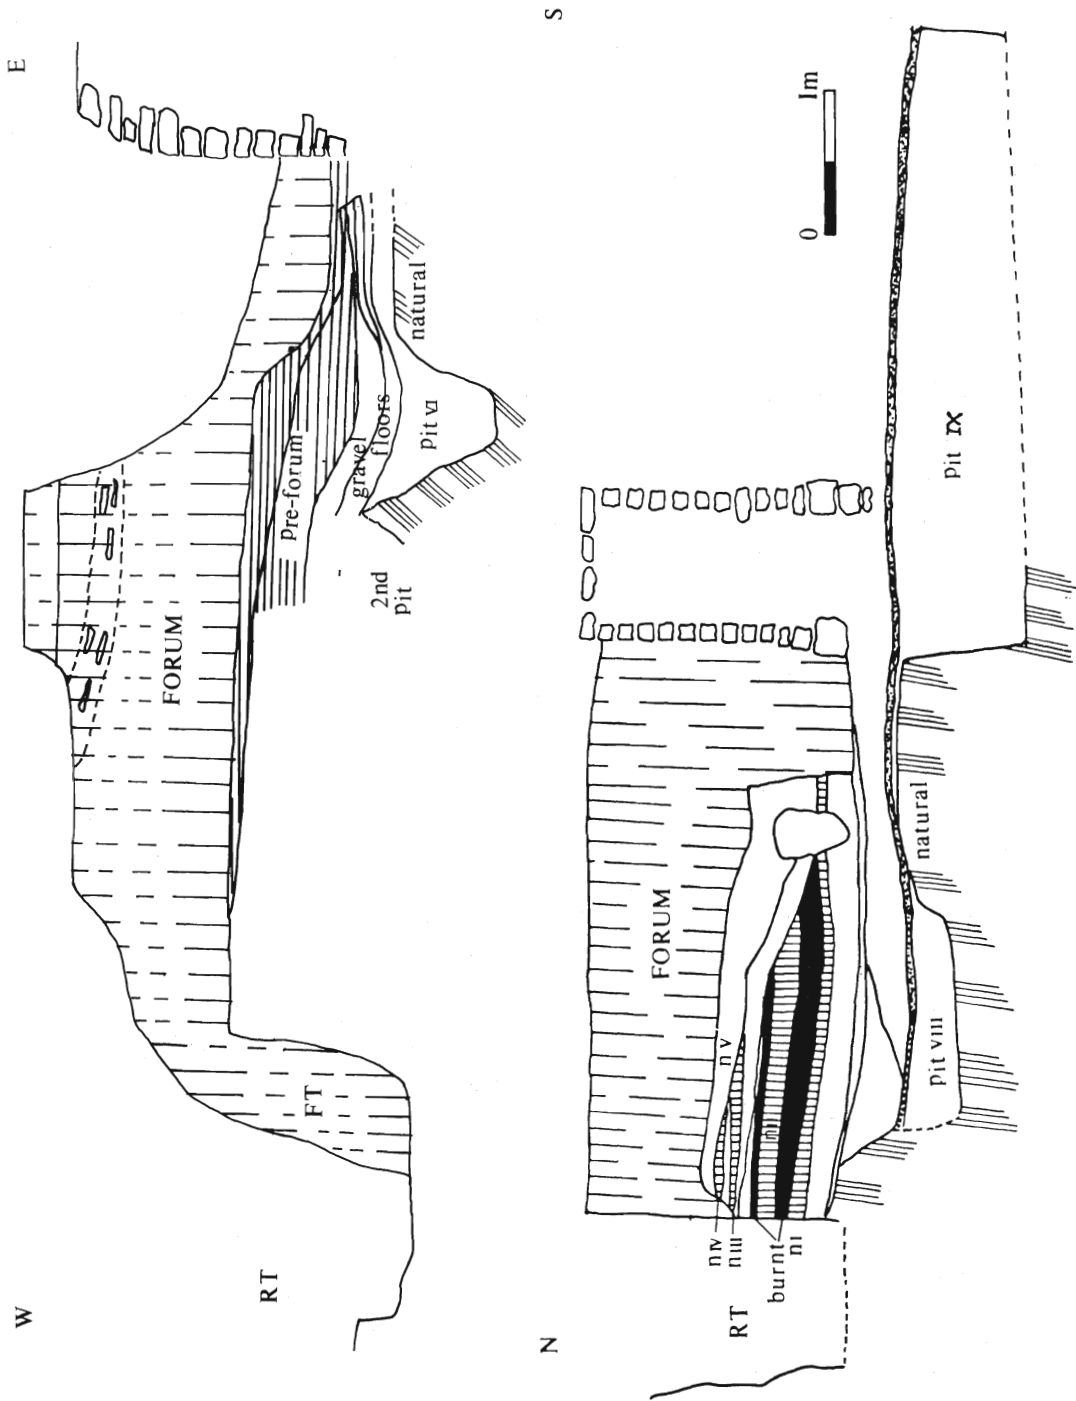 W
E
FORUM
pre-forum
gravel
floors
natural
pit VI
2nd
pit
FT
RT
N
S
0 1m
FORUM
n V
n IV
n III
n II
burnt
n I
RT
natural
pit VIII
pit IX